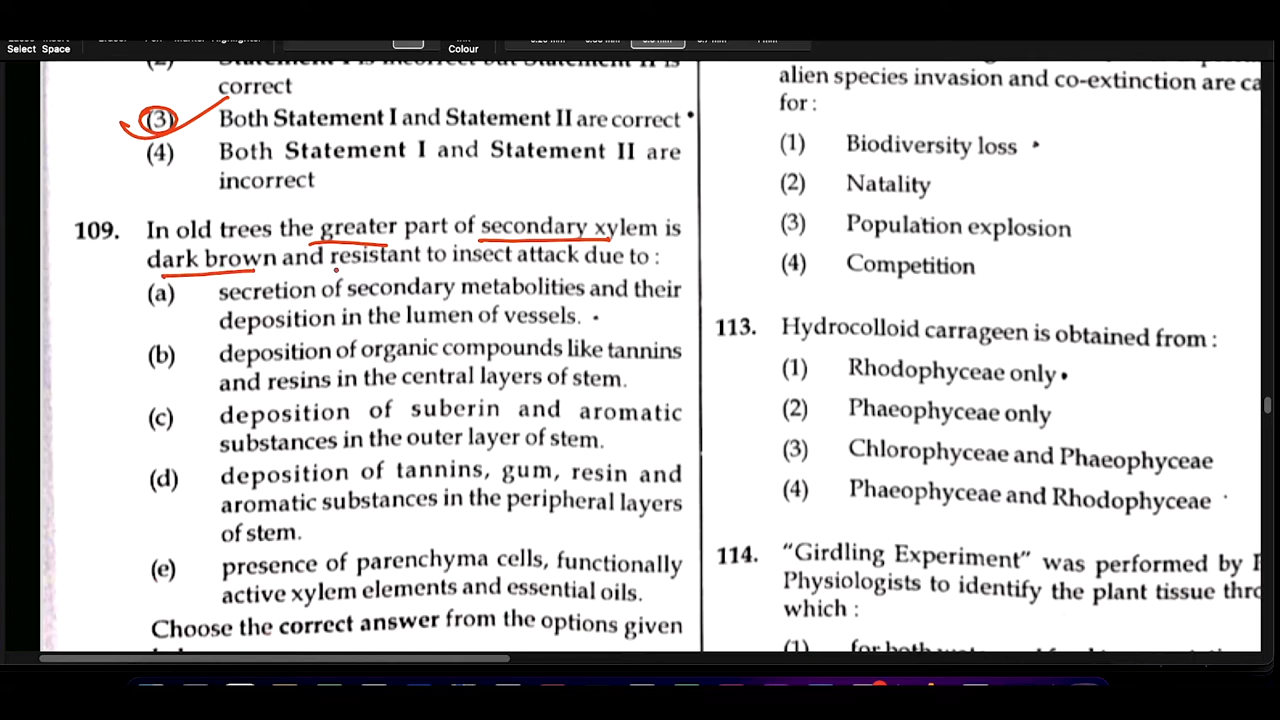 Select Space
Colour
correct
(3) Both Statement I and Statement II are correct
(4) Both Statement I and Statement II are
incorrect
109. In old trees the greater part of secondary xylem is
dark brown and resistant to insect attack due to :
(a) secretion of secondary metabolities and their
deposition in the lumen of vessels.
(b) deposition of organic compounds like tannins
and resins in the central layers of stem.
(c) deposition of suberin and aromatic
substances in the outer layer of stem.
(d) deposition of tannins, gum, resin and
aromatic substances in the peripheral layers
of stem.
(e) presence of parenchyma cells, functionally
active xylem elements and essential oils.
Choose the correct answer from the options given
alien species invasion and co-extinction are ca
for :
(1) Biodiversity loss
(2) Natality
(3) Population explosion
(4) Competition
113. Hydrocolloid carrageen is obtained from :
(1) Rhodophyceae only
(2) Phaeophyceae only
(3) Chlorophyceae and Phaeophyceae
(4) Phaeophyceae and Rhodophyceae
114. "Girdling Experiment" was performed by
Physiologists to identify the plant tissue thro
which :